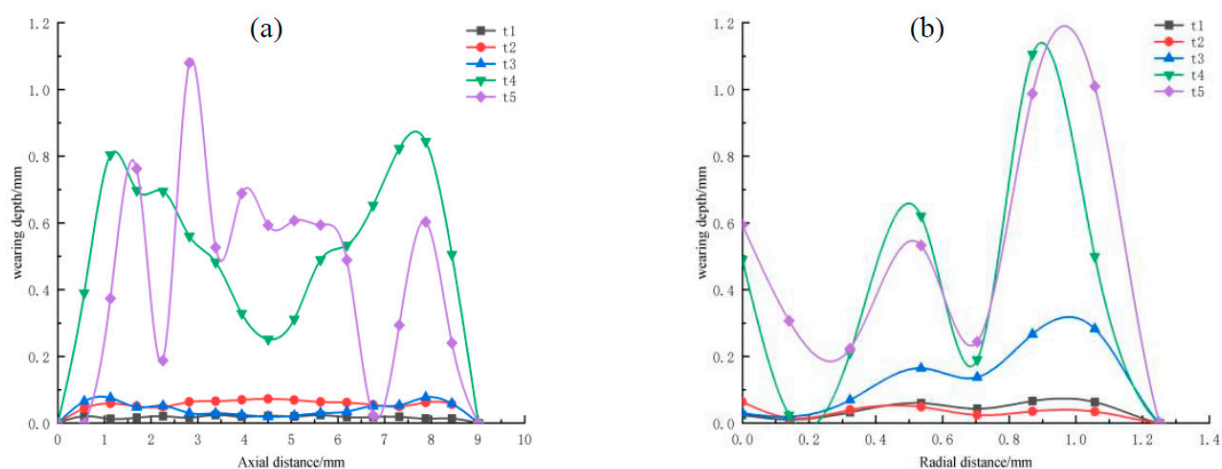 (a)
t1
t2
t3
t4
t5
1.2
1.0
0.8
0.6
0.4
0.2
0.0
wearing depth/mm
0 1 2 3 4 5 6 7 8 9 10
Axial distance/mm
(b)
t1
t2
t3
t4
t5
1.2
1.0
0.8
0.6
0.4
0.2
0.0
wearing depth/mm
0.0 0.2 0.4 0.6 0.8 1.0 1.2 1.4
Radial distance/mm